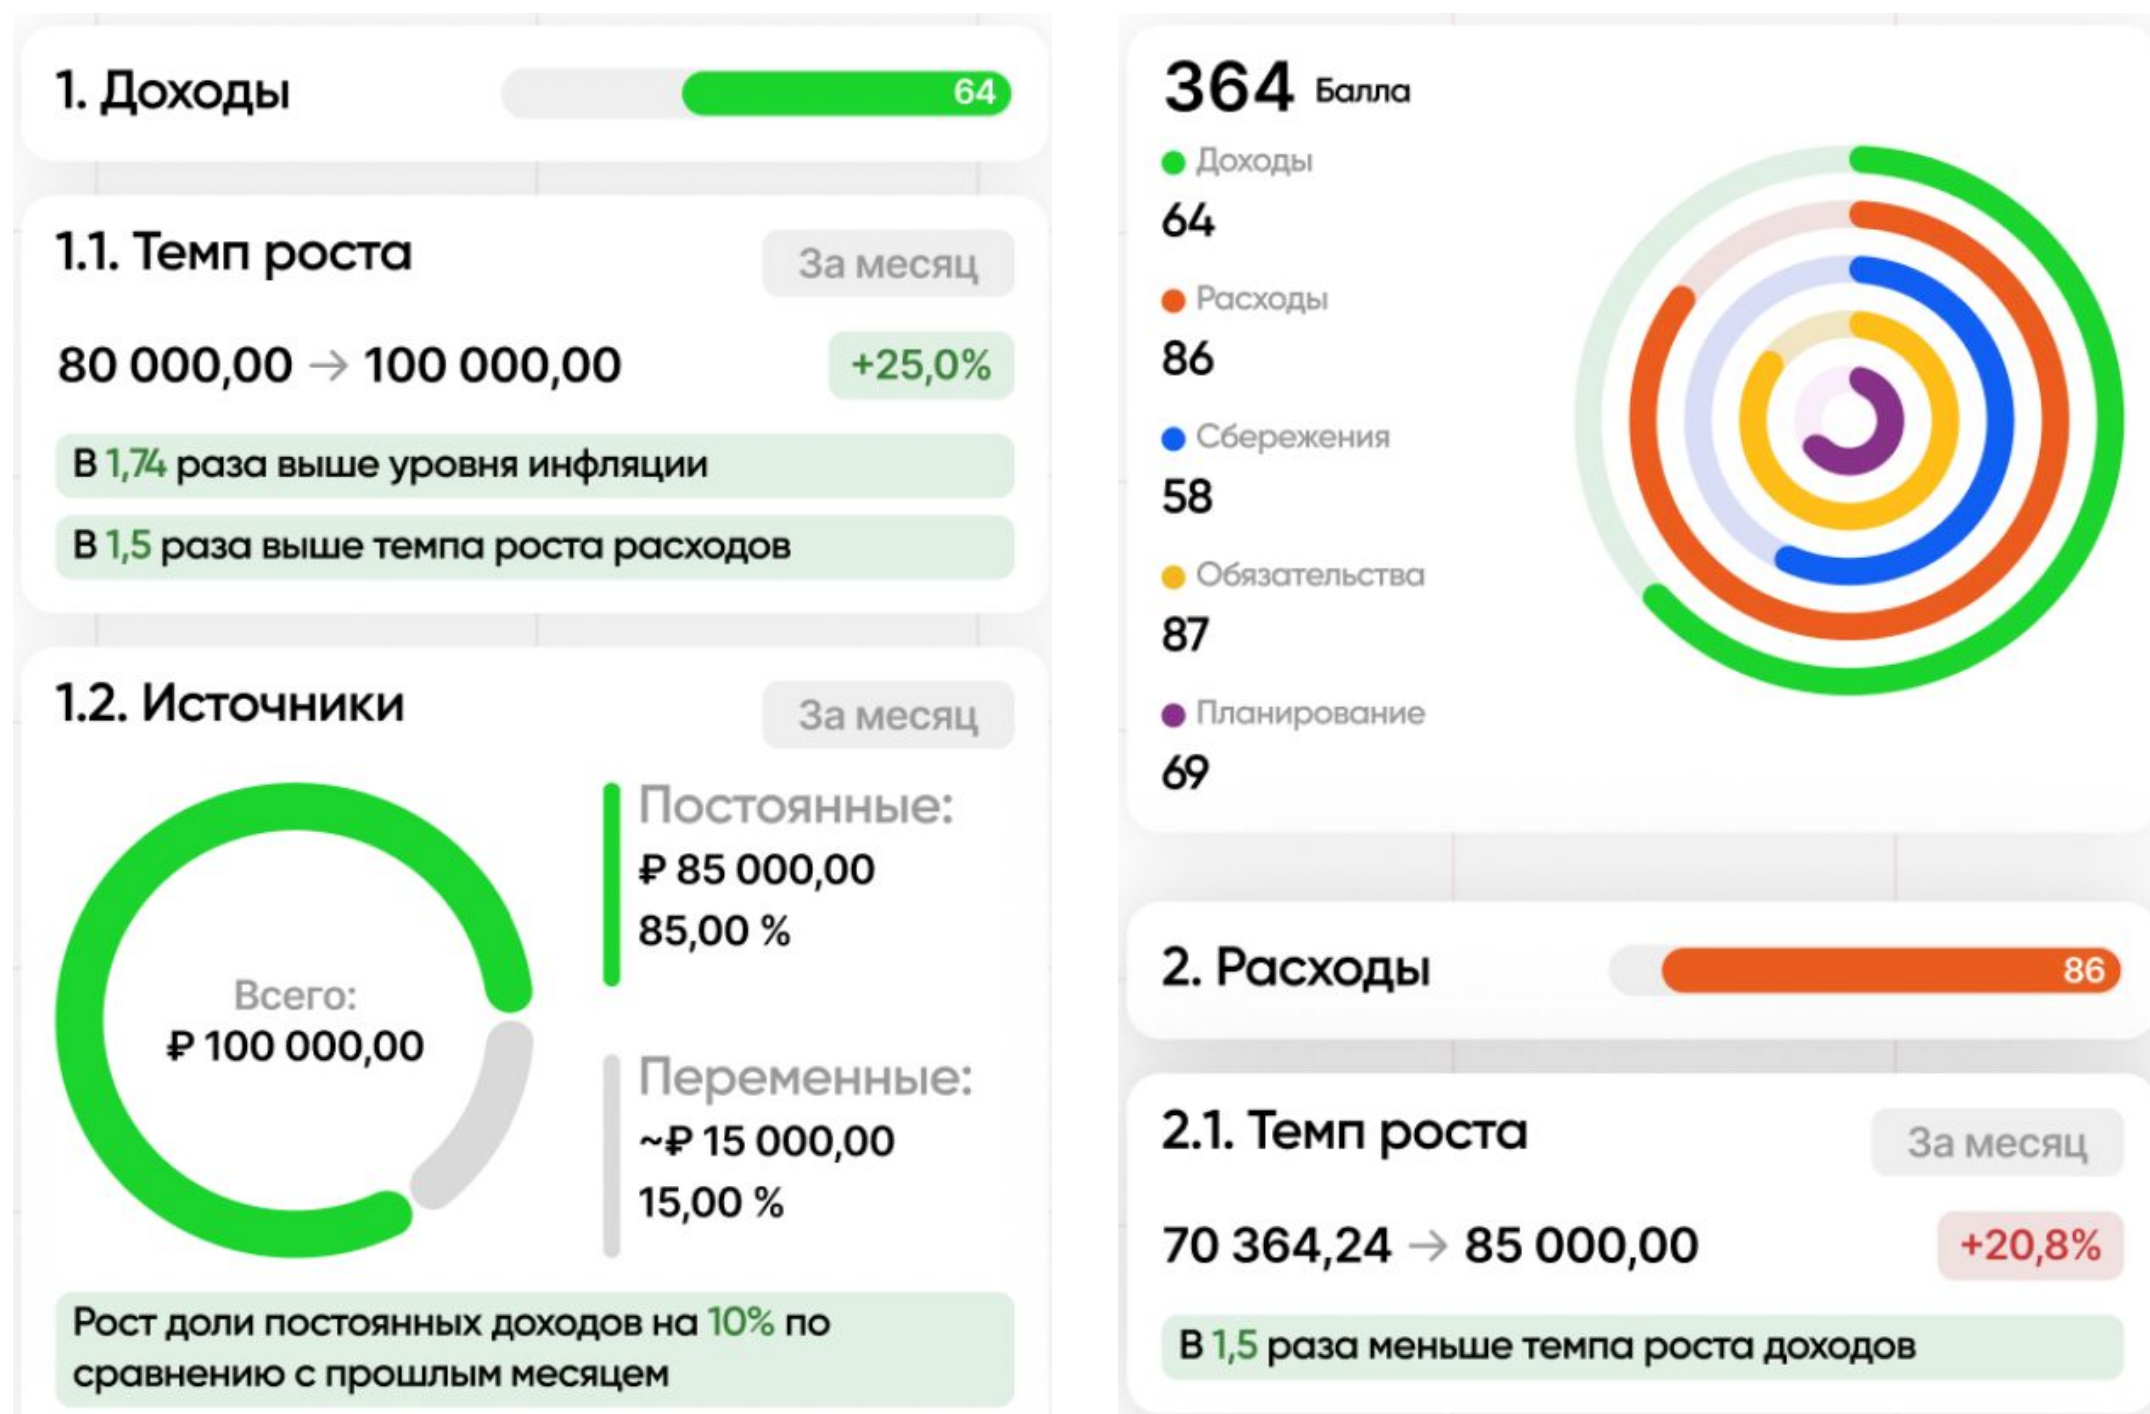 1. Доходы
64
1.1. Темп роста
За месяц
80 000,00 → 100 000,00
+25,0%
В 1,74 раза выше уровня инфляции
В 1,5 раза выше темпа роста расходов
1.2. Источники
За месяц
Всего:
₽ 100 000,00
Постоянные:
₽ 85 000,00
85,00 %
Переменные:
~₽ 15 000,00
15,00 %
Рост доли постоянных доходов на 10% по
сравнению с прошлым месяцем
364 Балла
Доходы
64
Расходы
86
Сбережения
58
Обязательства
87
Планирование
69
2. Расходы
86
2.1. Темп роста
За месяц
70 364,24 → 85 000,00
+20,8%
В 1,5 раза меньше темпа роста доходов